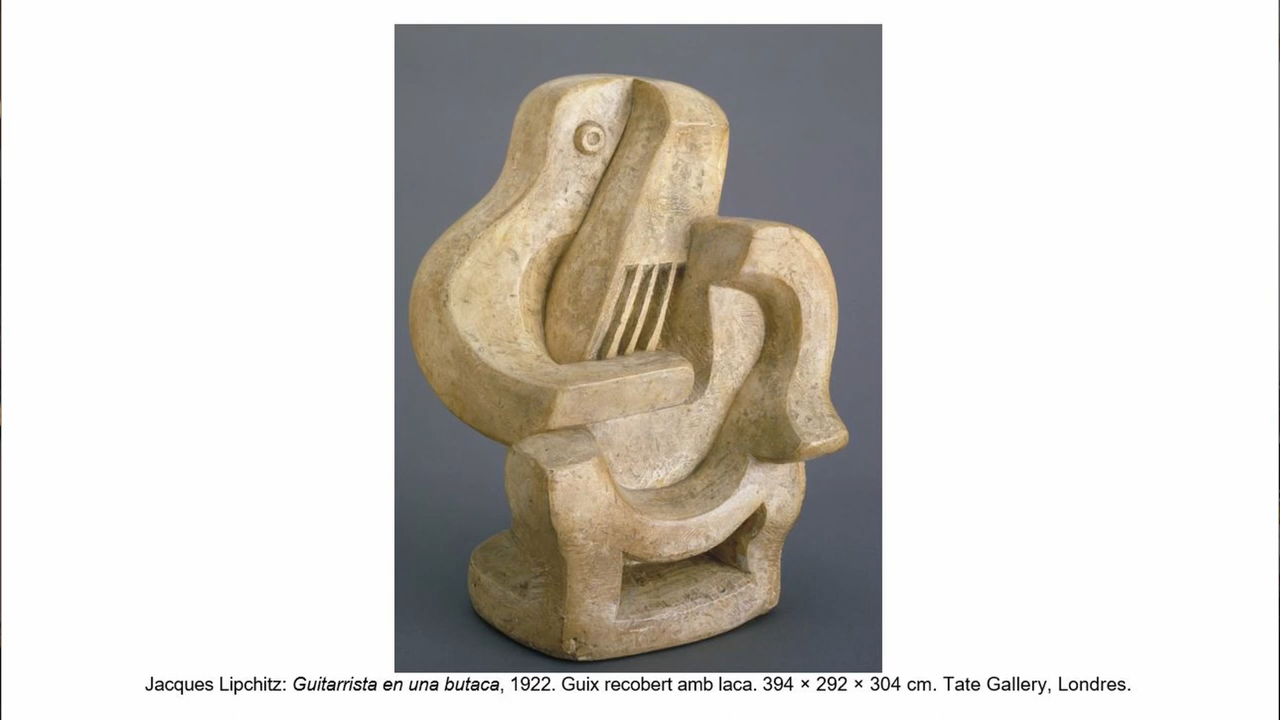 Jacques Lipchitz: Guitarrista en una butaca, 1922. Guix recobert amb laca. 394 × 292 × 304 cm. Tate Gallery, Londres.